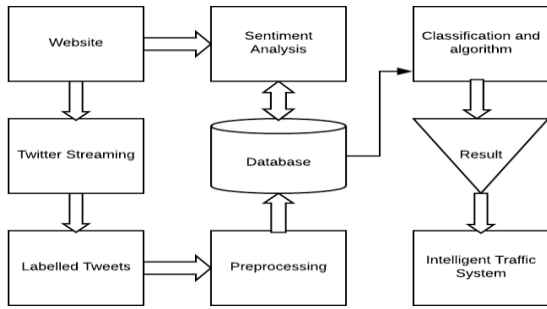 Website
Sentiment
Analysis
Classification and
algorithm
Twitter Streaming
Database
Result
Labelled Tweets
Preprocessing
Intelligent Traffic
System